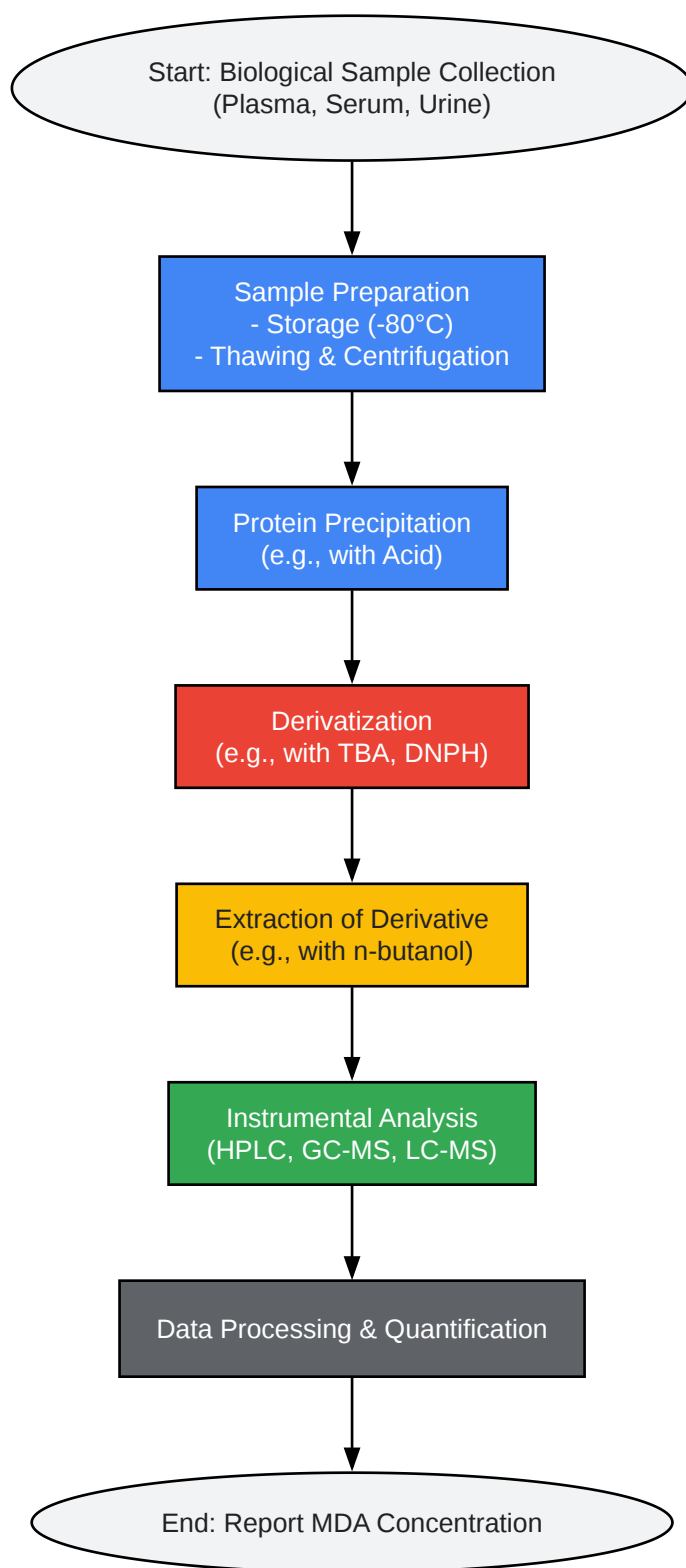 Start: Biological Sample Collection
(Plasma, Serum, Urine)
Sample Preparation
- Storage (-80°C)
- Thawing & Centrifugation
Protein Precipitation
(e.g., with Acid)
Derivatization
(e.g., with TBA, DNPH)
Extraction of Derivative
(e.g., with n-butanol)
Instrumental Analysis
(HPLC, GC-MS, LC-MS)
Data Processing & Quantification
End: Report MDA Concentration